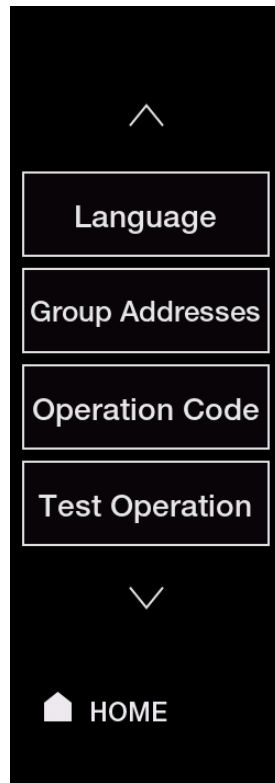 Language
Group Addresses
Operation Code
Test Operation
HOME